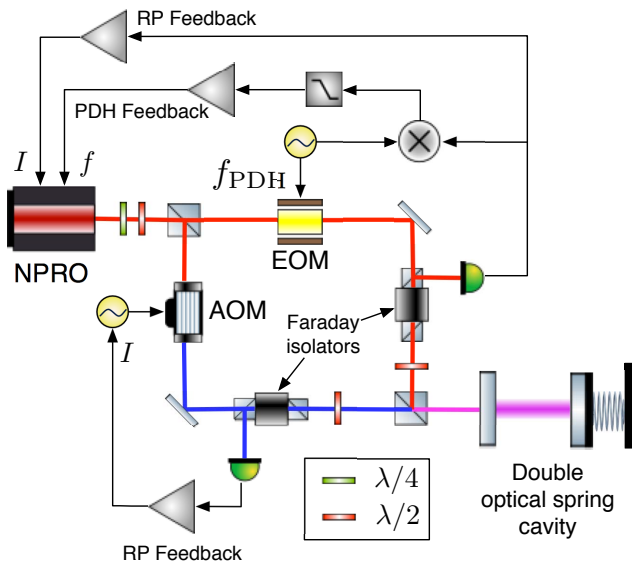 RP Feedback
PDH Feedback
I
f
f_PDH
NPRO
EOM
AOM
I
Faraday
isolators
RP Feedback
λ/4
λ/2
Double
optical spring
cavity